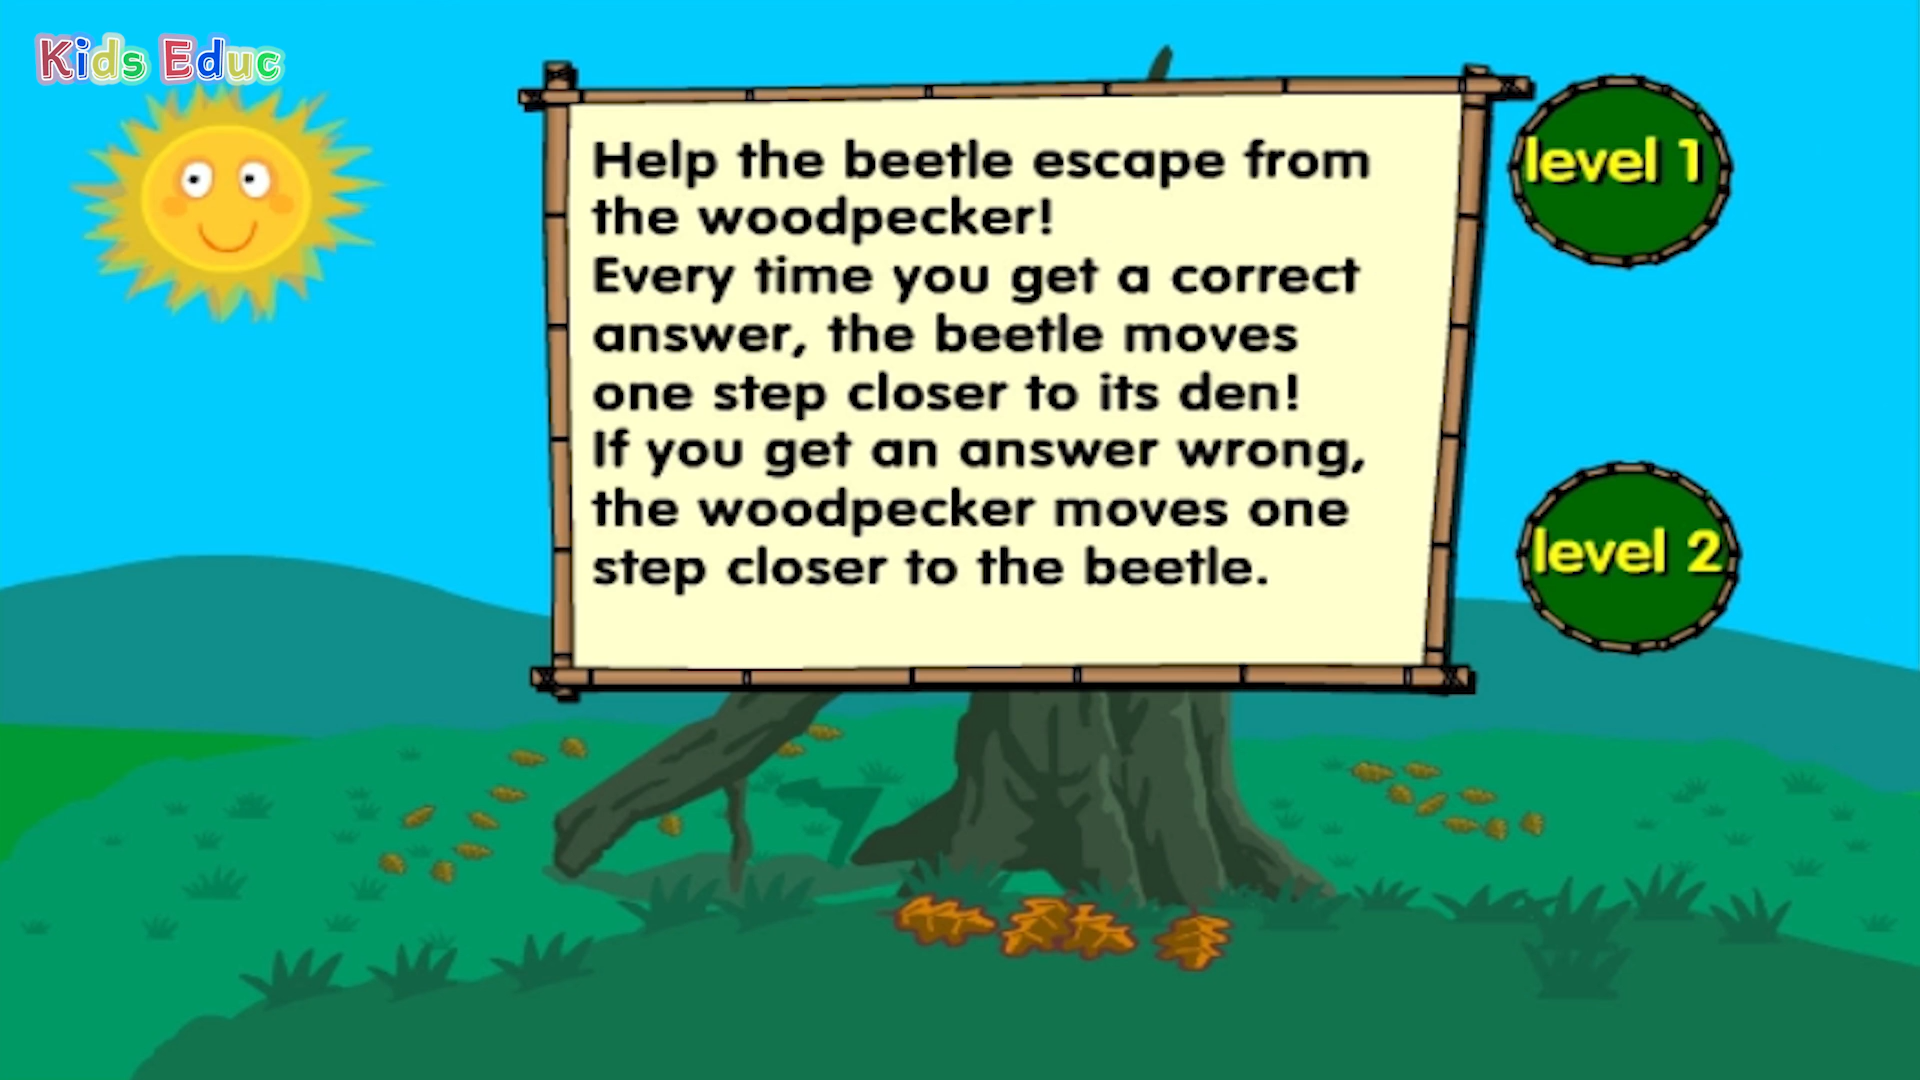 Kids Educ
Help the beetle escape from
the woodpecker!
Every time you get a correct
answer, the beetle moves
one step closer to its den!
If you get an answer wrong,
the woodpecker moves one
step closer to the beetle.
level 1
level 2